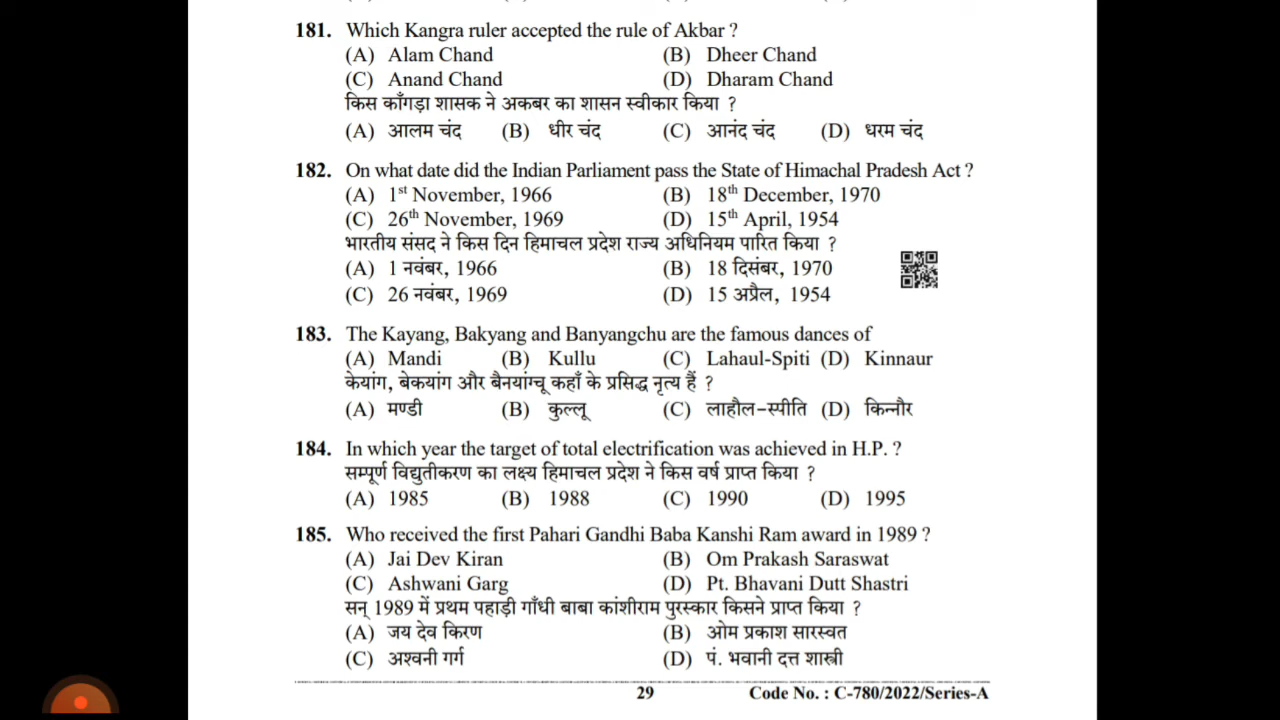 181. Which Kangra ruler accepted the rule of Akbar ?
(A) Alam Chand (B) Dheer Chand
(C) Anand Chand (D) Dharam Chand
किस काँगड़ा शासक ने अकबर का शासन स्वीकार किया ?
(A) आलम चंद (B) धीर चंद (C) आनंद चंद (D) धरम चंद
182. On what date did the Indian Parliament pass the State of Himachal Pradesh Act ?
(A) 1st November, 1966 (B) 18th December, 1970
(C) 26th November, 1969 (D) 15th April, 1954
भारतीय संसद ने किस दिन हिमाचल प्रदेश राज्य अधिनियम पारित किया ?
(A) 1 नवंबर, 1966 (B) 18 दिसंबर, 1970
(C) 26 नवंबर, 1969 (D) 15 अप्रैल, 1954
183. The Kayang, Bakyang and Banyangchu are the famous dances of
(A) Mandi (B) Kullu (C) Lahaul-Spiti (D) Kinnaur
केयांग, बेकयांग और बैनयांग्चू कहाँ के प्रसिद्ध नृत्य हैं ?
(A) मण्डी (B) कुल्लू (C) लाहौल-स्पीति (D) किन्नौर
184. In which year the target of total electrification was achieved in H.P. ?
सम्पूर्ण विद्युतीकरण का लक्ष्य हिमाचल प्रदेश ने किस वर्ष प्राप्त किया ?
(A) 1985 (B) 1988 (C) 1990 (D) 1995
185. Who received the first Pahari Gandhi Baba Kanshi Ram award in 1989 ?
(A) Jai Dev Kiran (B) Om Prakash Saraswat
(C) Ashwani Garg (D) Pt. Bhavani Dutt Shastri
सन् 1989 में प्रथम पहाड़ी गाँधी बाबा कांशीराम पुरस्कार किसने प्राप्त किया ?
(A) जय देव किरण (B) ओम प्रकाश सारस्वत
(C) अश्वनी गर्ग (D) पं. भवानी दत्त शास्त्री
29 Code No. : C-780/2022/Series-A